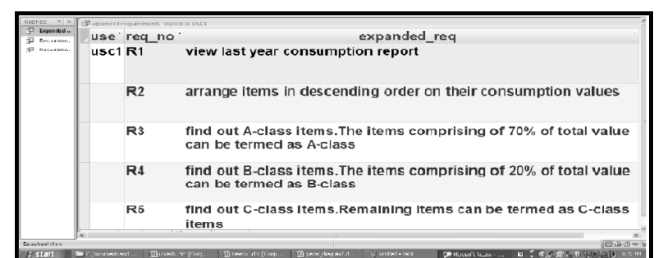 use req_no expanded_req
usc1 R1 view last year consumption report
R2 arrange items in descending order on their consumption values
R3 find out A-class items.The items comprising of 70% of total value
can be termed as A-class
R4 find out B-class items.The items comprising of 20% of total value
can be termed as B-class
R5 find out C-class items.Remaining items can be termed as C-class
items
start